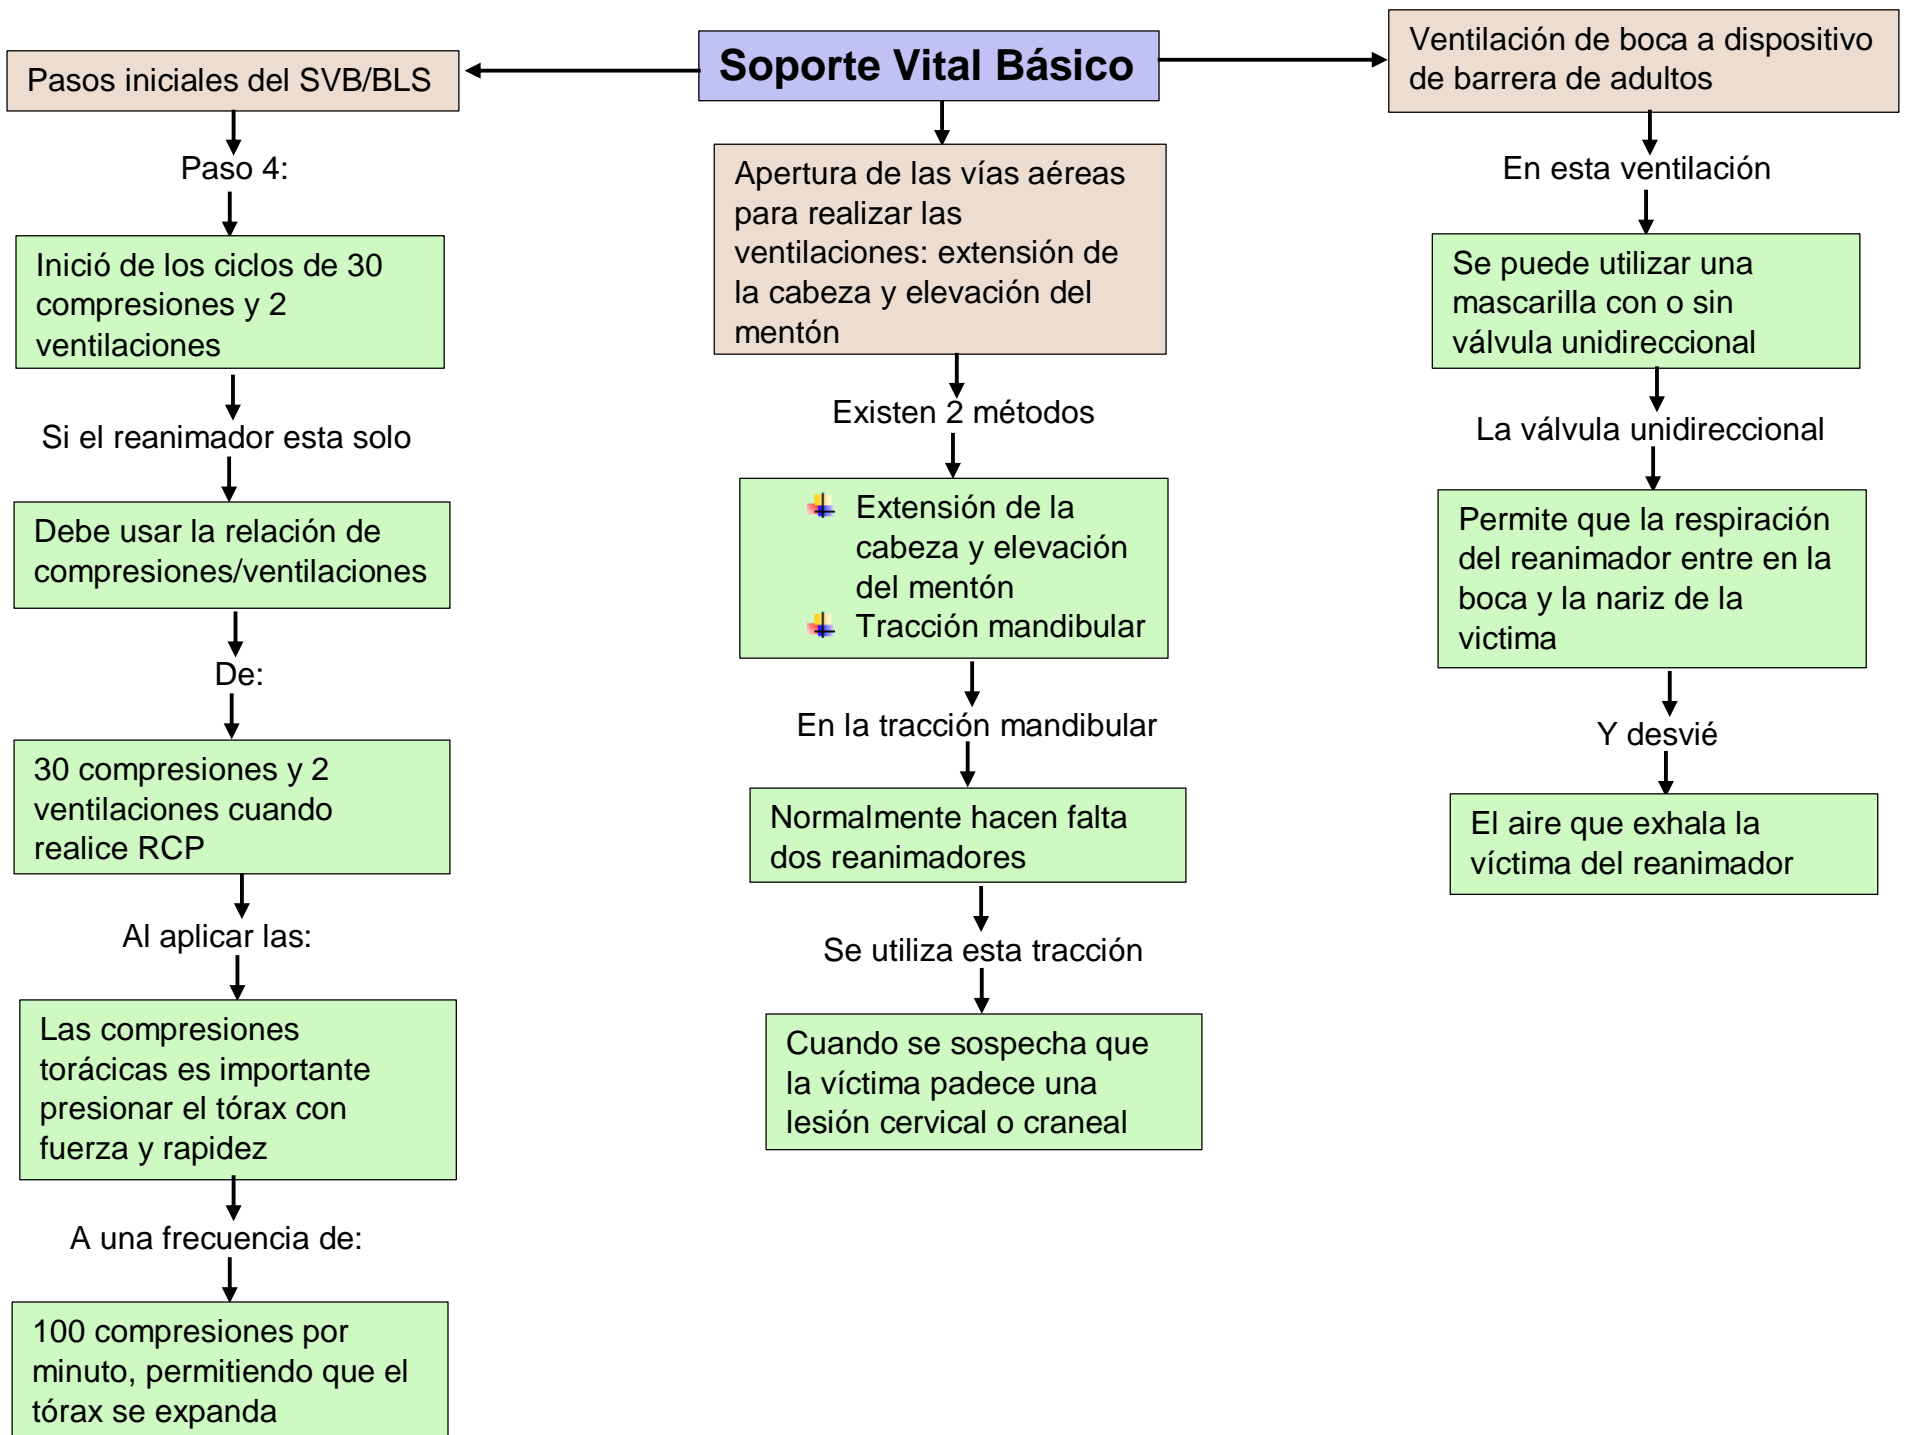 Soporte Vital Básico
Pasos iniciales del SVB/BLS
Paso 4:
Inició de los ciclos de 30
compresiones y 2
ventilaciones
Si el reanimador esta solo
Debe usar la relación de
compresiones/ventilaciones
De:
30 compresiones y 2
ventilaciones cuando
realice RCP
Al aplicar las:
Las compresiones
torácicas es importante
presionar el tórax con
fuerza y rapidez
A una frecuencia de:
100 compresiones por
minuto, permitiendo que el
tórax se expanda
Apertura de las vías aéreas
para realizar las
ventilaciones: extensión de
la cabeza y elevación del
mentón
Existen 2 métodos
Extensión de la
cabeza y elevación
del mentón
Tracción mandibular
En la tracción mandibular
Normalmente hacen falta
dos reanimadores
Se utiliza esta tracción
Cuando se sospecha que
la víctima padece una
lesión cervical o craneal
Ventilación de boca a dispositivo
de barrera de adultos
En esta ventilación
Se puede utilizar una
mascarilla con o sin
válvula unidireccional
La válvula unidireccional
Permite que la respiración
del reanimador entre en la
boca y la nariz de la
victima
Y desvié
El aire que exhala la
víctima del reanimador